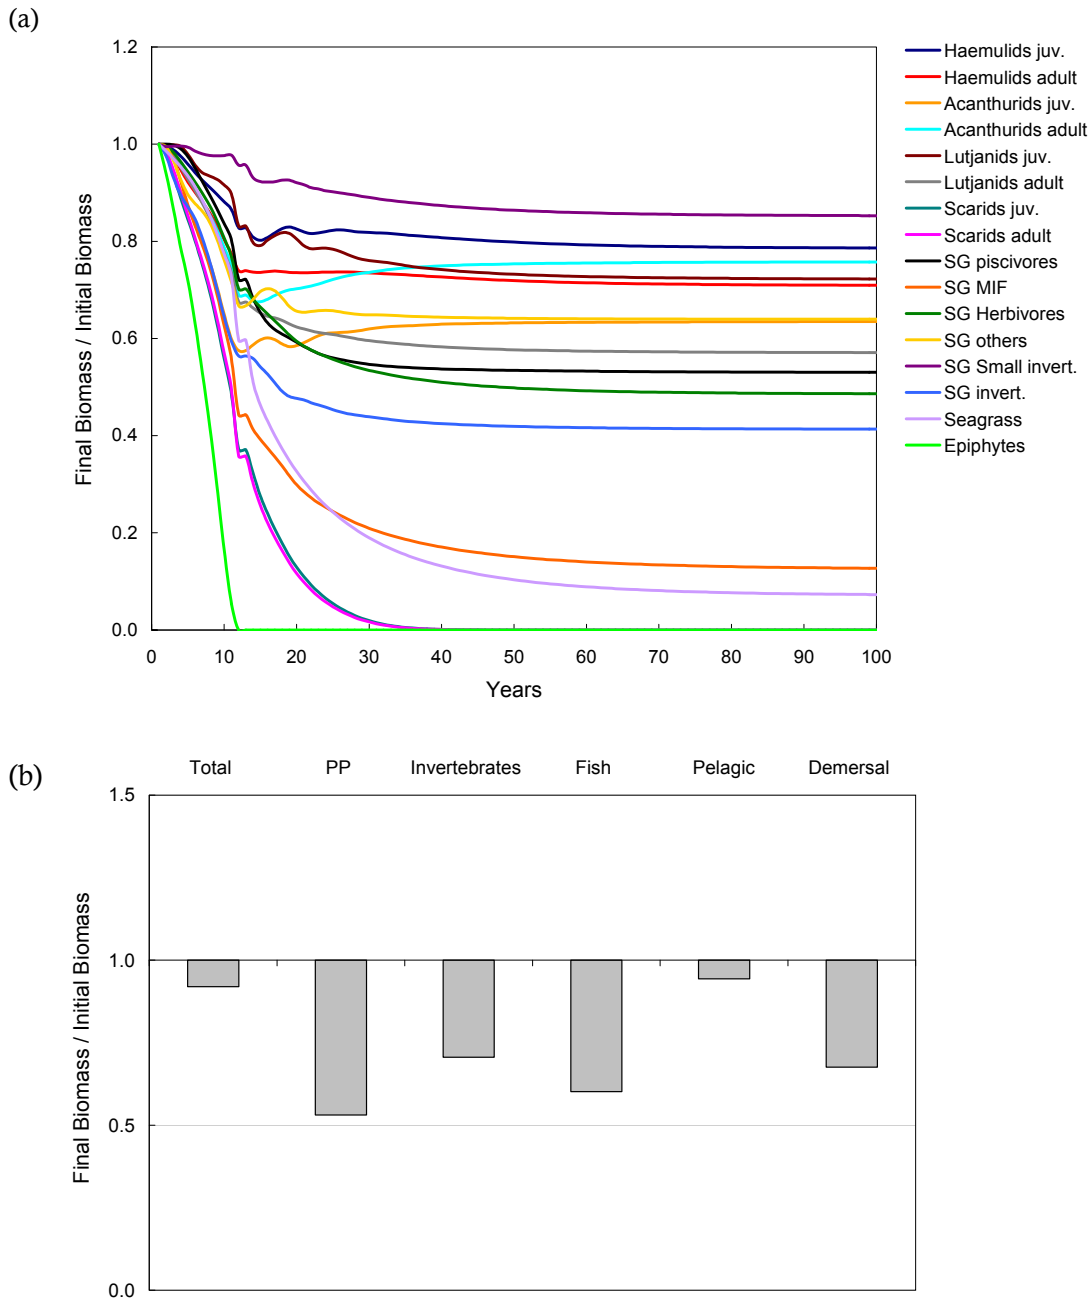 (a)
1.2
1.0
0.8
0.6
0.4
0.2
0.0
Final Biomass / Initial Biomass
0 10 20 30 40 50 60 70 80 90 100
Years
Haemulids juv.
Haemulids adult
Acanthurids juv.
Acanthurids adult
Lutjanids juv.
Lutjanids adult
Scarids juv.
Scarids adult
SG piscivores
SG MIF
SG Herbivores
SG others
SG Small invert.
SG invert.
Seagrass
Epiphytes
(b)
Total PP Invertebrates Fish Pelagic Demersal
1.5
1.0
0.5
0.0
Final Biomass / Initial Biomass